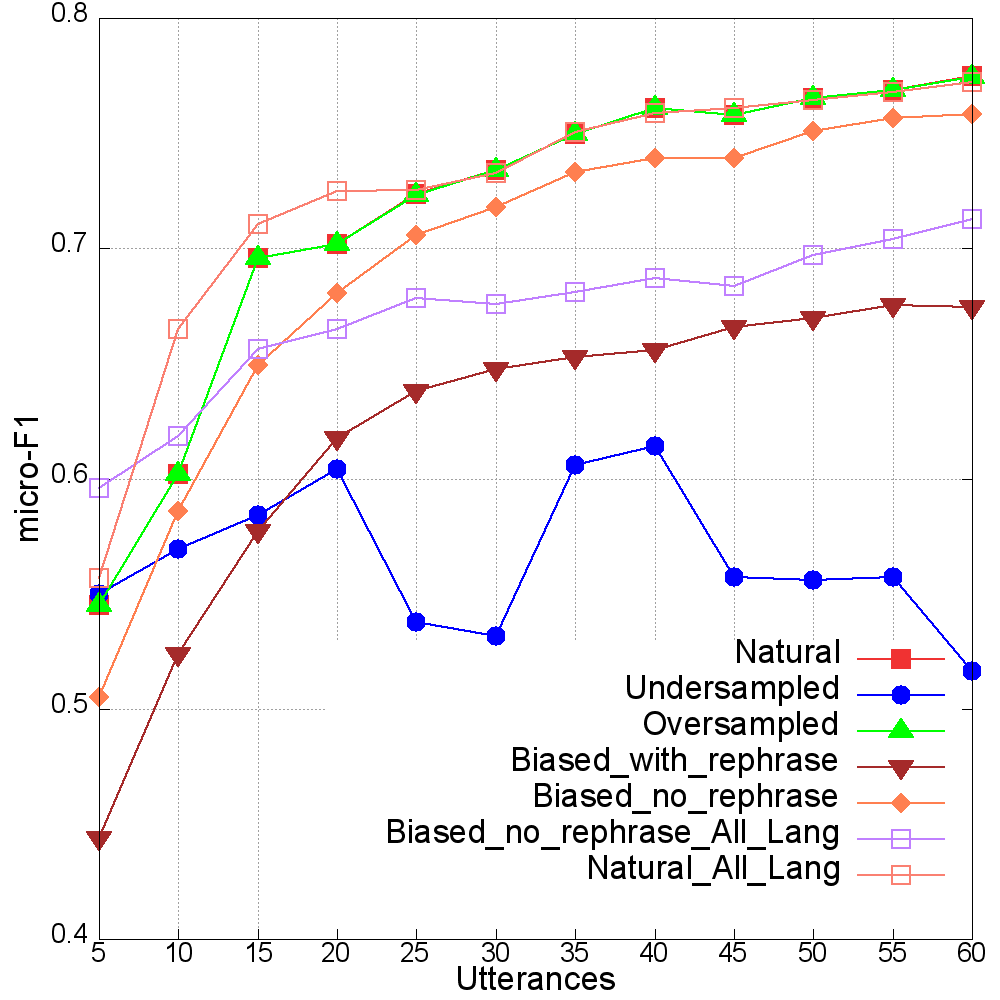 0.8
0.7
0.6
0.5
0.4
micro-F1
Natural
Undersampled
Oversampled
Biased_with_rephrase
Biased_no_rephrase
Biased_no_rephrase_All_Lang
Natural_All_Lang
5 10 15 20 25 30 35 40 45 50 55 60
Utterances